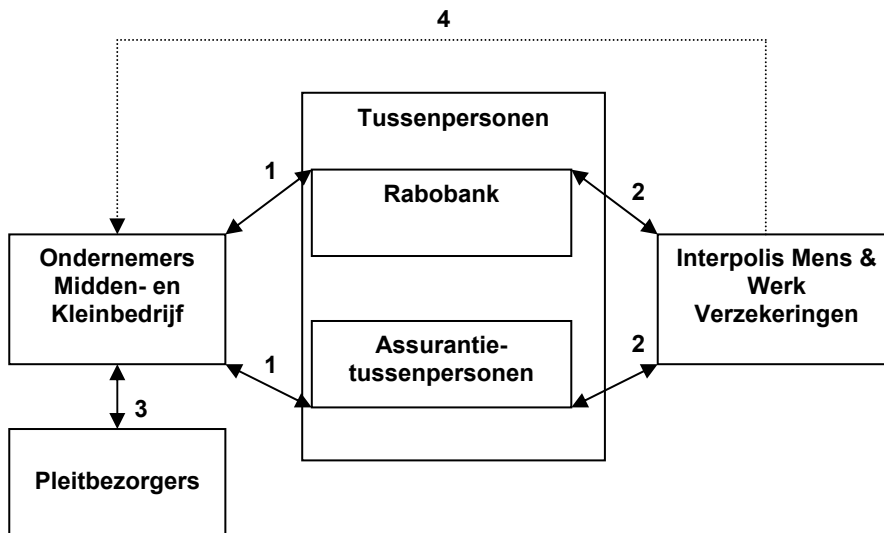 4
Tussenpersonen
1
Rabobank
2
Ondernemers
Midden- en
Kleinbedrijf
Interpolis Mens &
Werk
Verzekeringen
1
Assurantie-
tussenpersonen
2
3
Pleitbezorgers